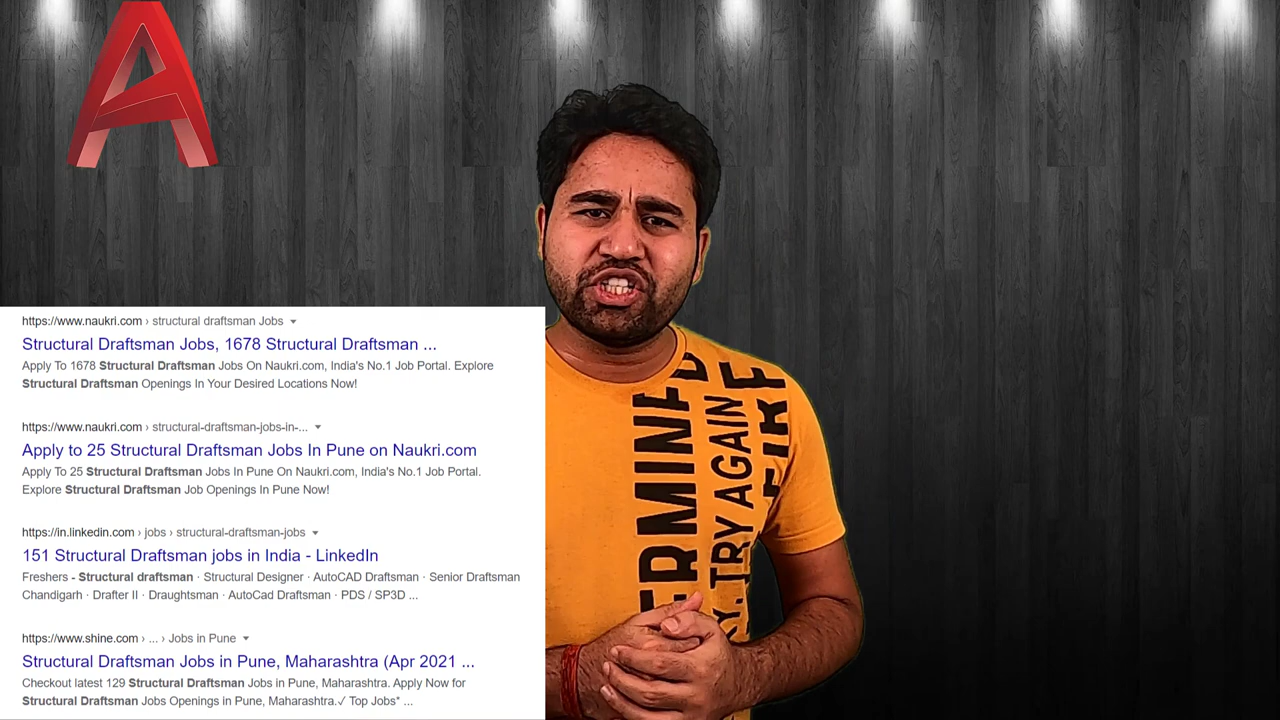 https://www.naukri.com › structural draftsman Jobs
Structural Draftsman Jobs, 1678 Structural Draftsman ...
Apply To 1678 Structural Draftsman Jobs On Naukri.com, India's No.1 Job Portal. Explore
Structural Draftsman Openings In Your Desired Locations Now!
https://www.naukri.com › structural-draftsman-jobs-in-...
Apply to 25 Structural Draftsman Jobs In Pune on Naukri.com
Apply To 25 Structural Draftsman Jobs In Pune On Naukri.com, India's No.1 Job Portal.
Explore Structural Draftsman Job Openings In Pune Now!
https://in.linkedin.com › jobs › structural-draftsman-jobs
151 Structural Draftsman jobs in India - LinkedIn
Freshers - Structural draftsman · Structural Designer · AutoCAD Draftsman · Senior Draftsman
Chandigarh · Drafter II · Draughtsman · AutoCad Draftsman · PDS / SP3D ...
https://www.shine.com › ... › Jobs in Pune
Structural Draftsman Jobs in Pune, Maharashtra (Apr 2021 ...
Checkout latest 129 Structural Draftsman Jobs in Pune, Maharashtra. Apply Now for
Structural Draftsman Jobs Openings in Pune, Maharashtra.✓ Top Jobs* ...
TRY AGAIN